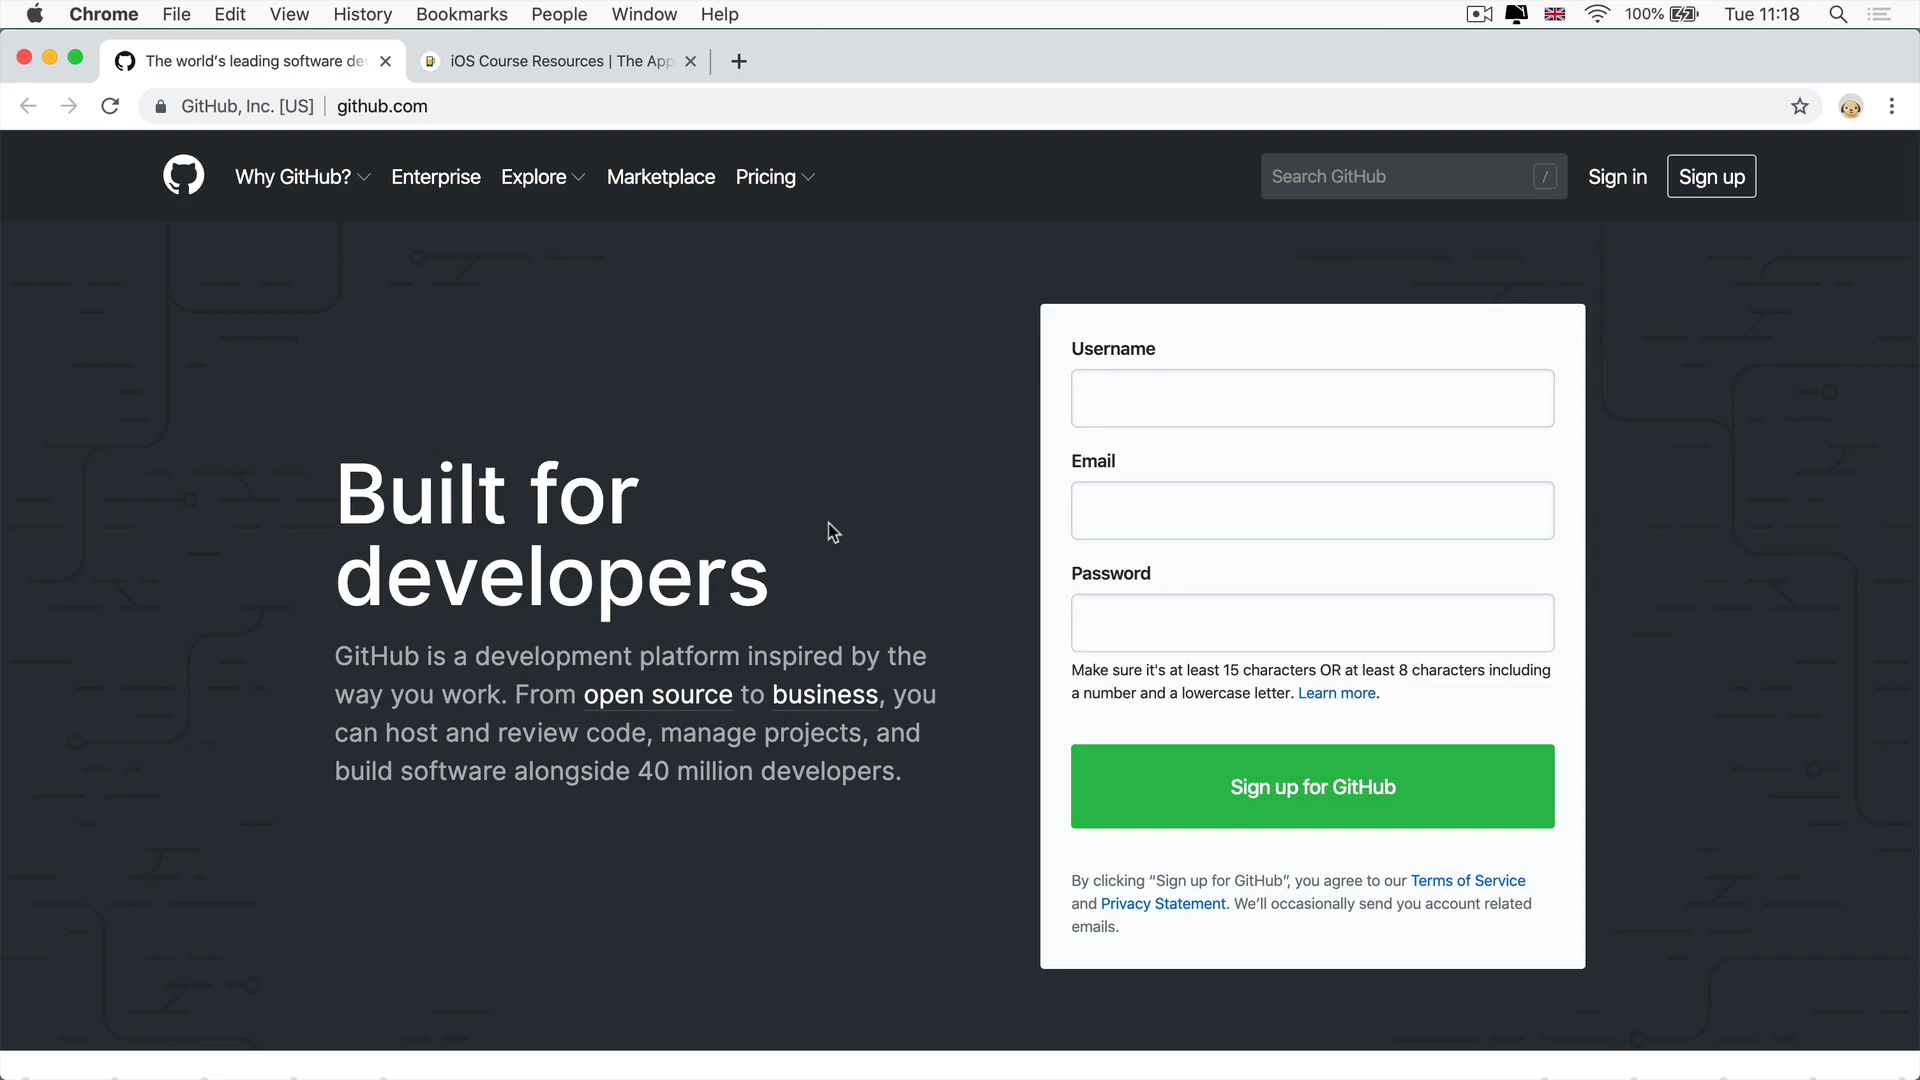 Chrome File Edit View History Bookmarks People Window Help 100% Tue 11:18
The world's leading software de
iOS Course Resources | The App
GitHub, Inc. [US] github.com
Why GitHub? Enterprise Explore Marketplace Pricing Search GitHub / Sign in Sign up
Built for
developers
GitHub is a development platform inspired by the
way you work. From open source to business, you
can host and review code, manage projects, and
build software alongside 40 million developers.
Username
Email
Password
Make sure it's at least 15 characters OR at least 8 characters including
a number and a lowercase letter. Learn more.
Sign up for GitHub
By clicking “Sign up for GitHub”, you agree to our Terms of Service
and Privacy Statement. We’ll occasionally send you account related
emails.